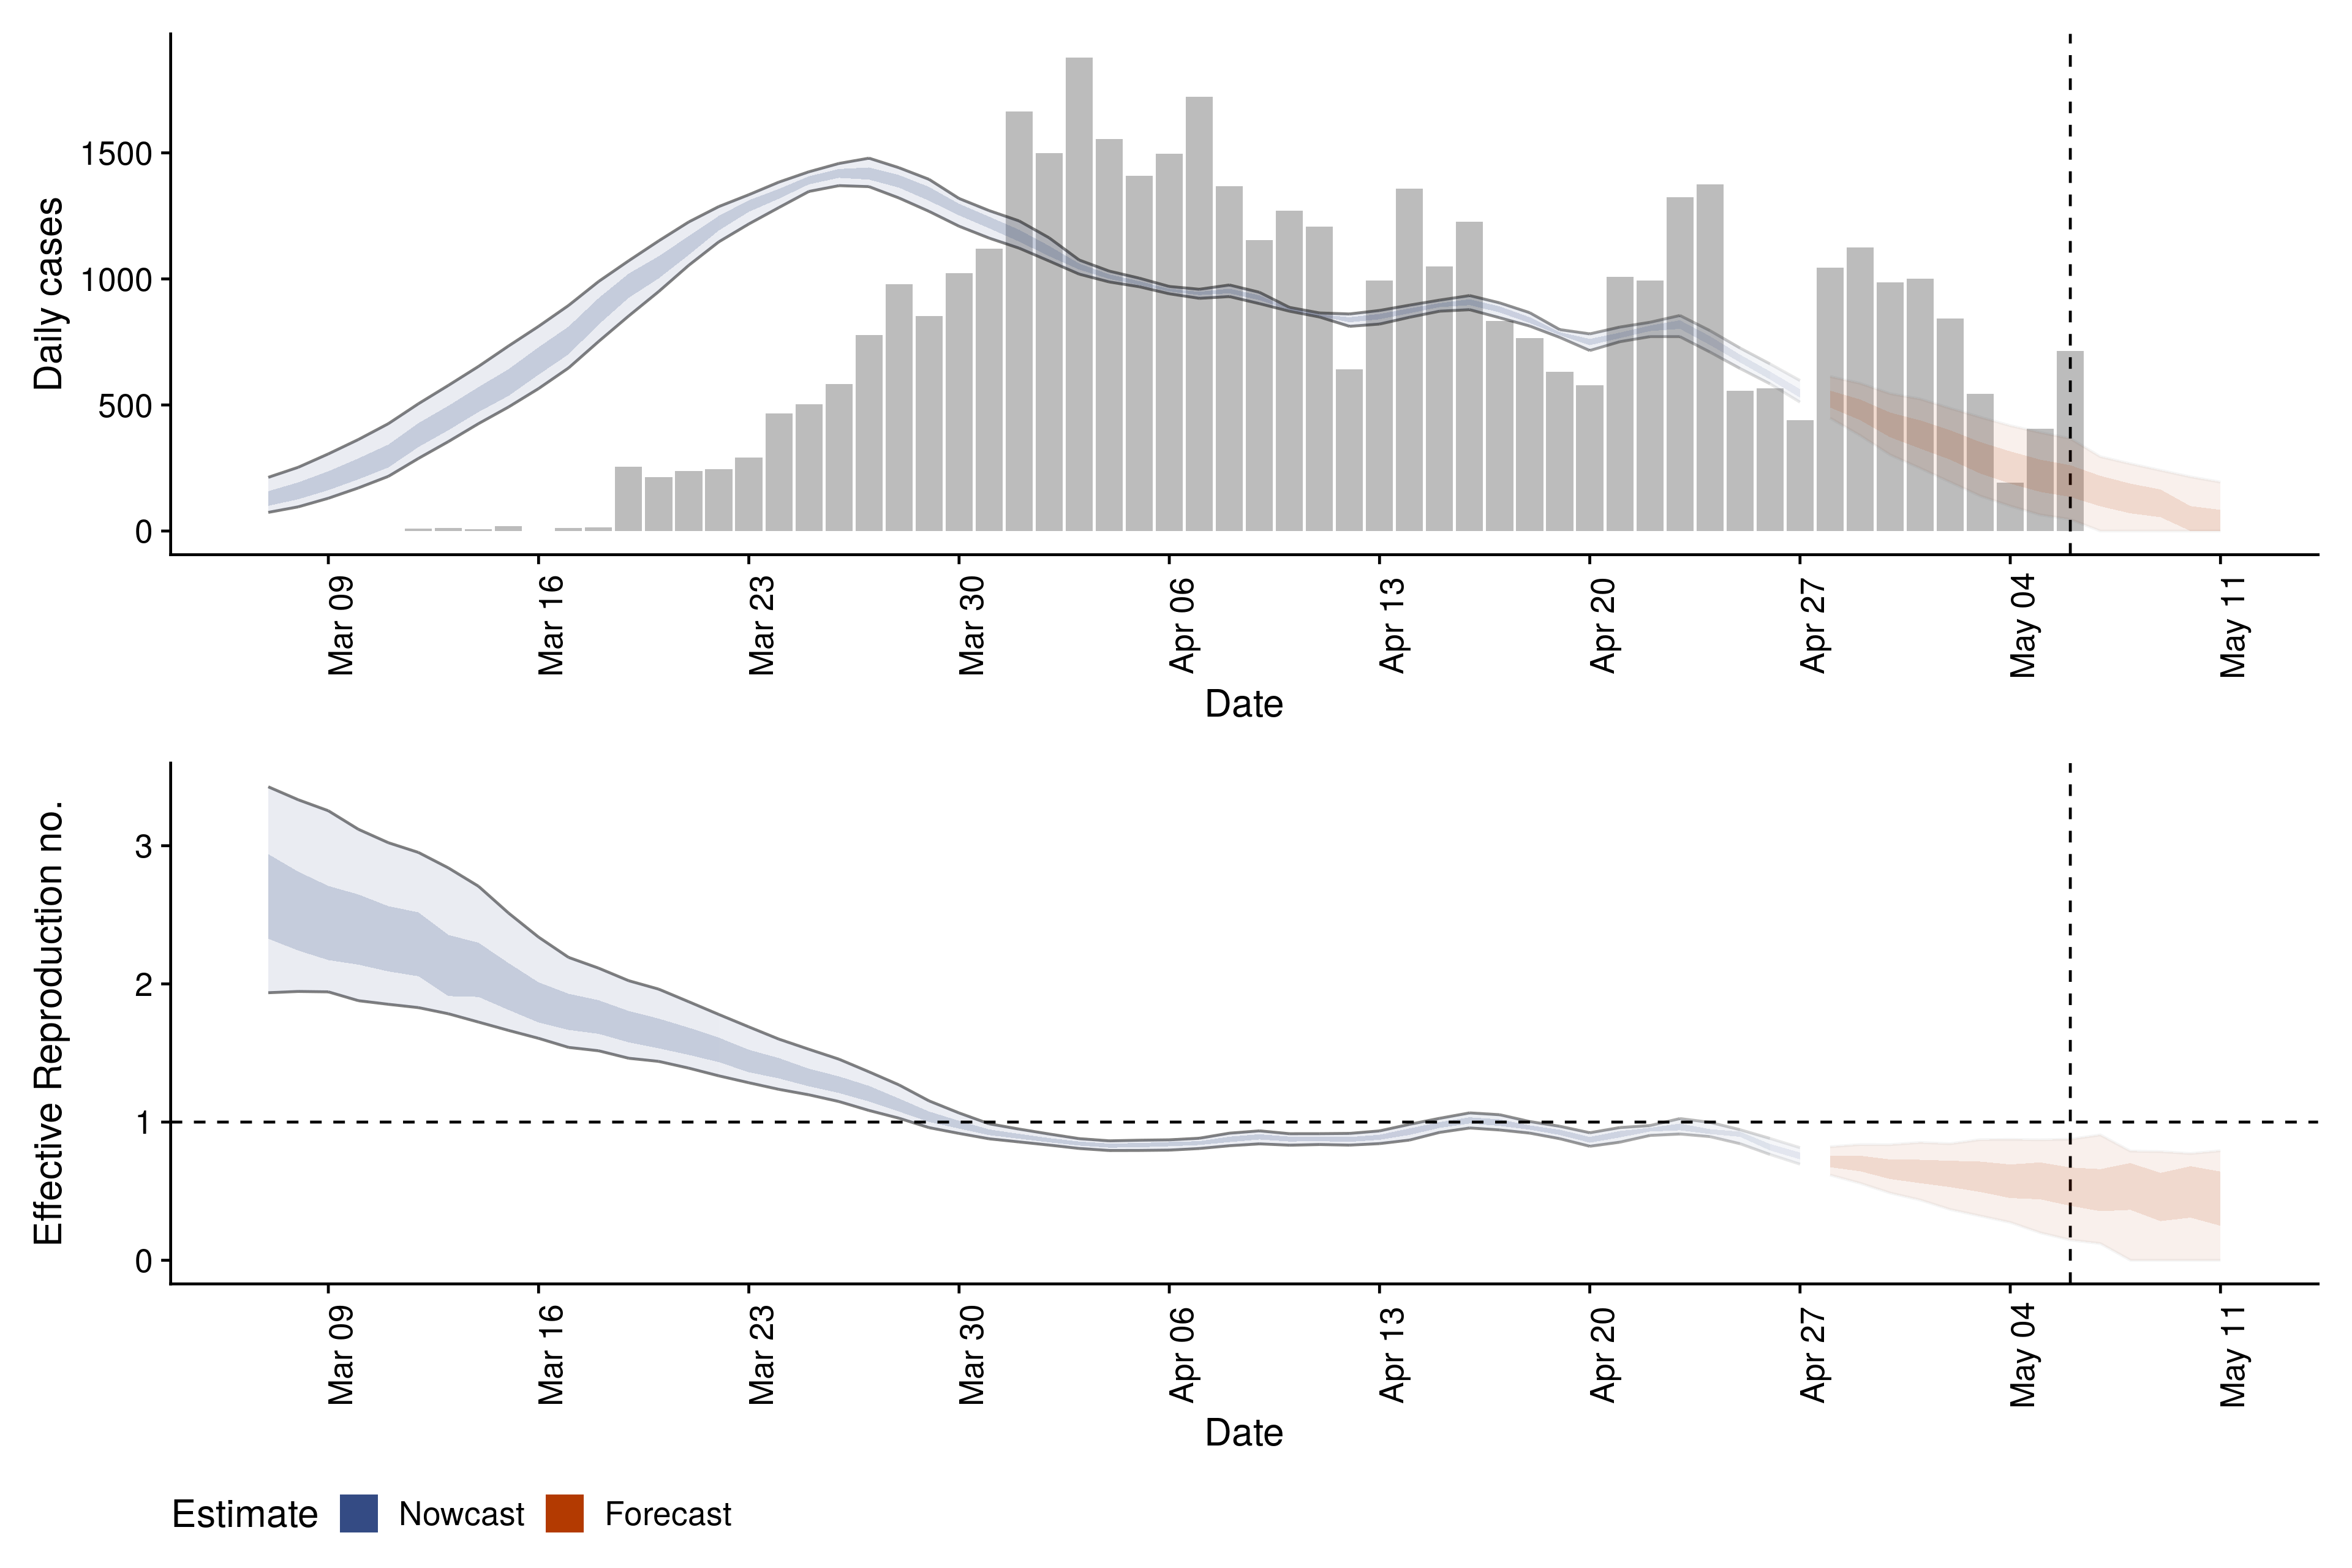 Daily cases
1500
1000
500
0
Mar 09
Mar 16
Mar 23
Mar 30
Apr 06
Apr 13
Apr 20
Apr 27
May 04
May 11
Date
Effective Reproduction no.
3
2
1
0
Mar 09
Mar 16
Mar 23
Mar 30
Apr 06
Apr 13
Apr 20
Apr 27
May 04
May 11
Date
Estimate Nowcast Forecast